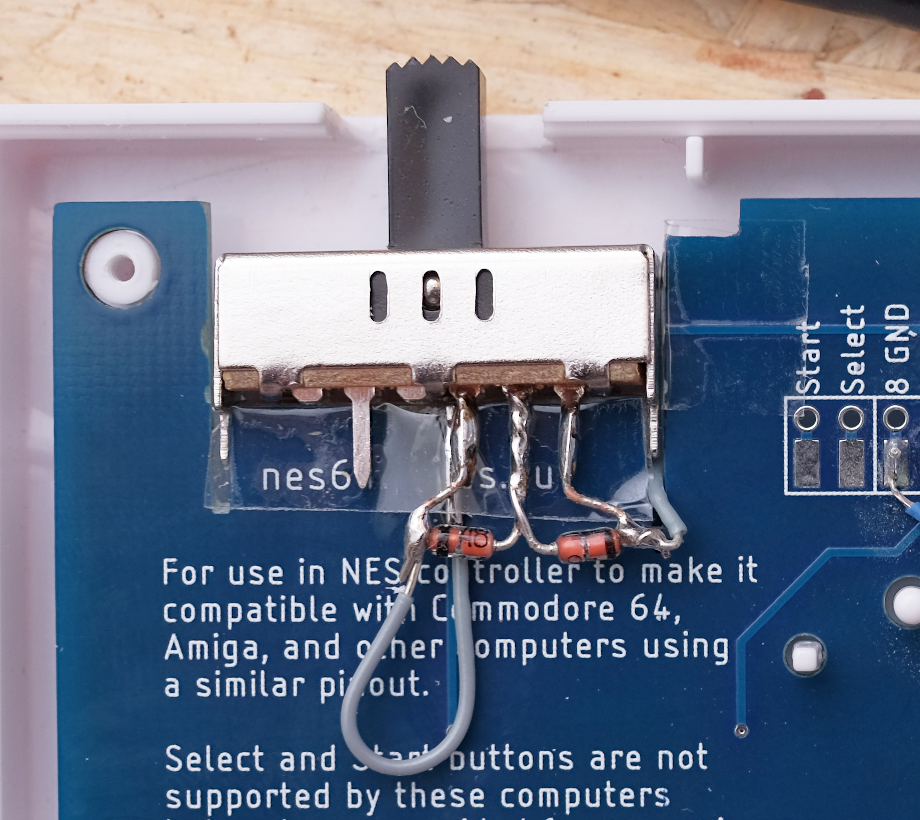 Start
Select
8 GND
nes6 s. u
For use in NES controller to make it
compatible with Commodore 64,
Amiga, and other computers using
a similar pinout.
Select and Start buttons are not
supported by these computers